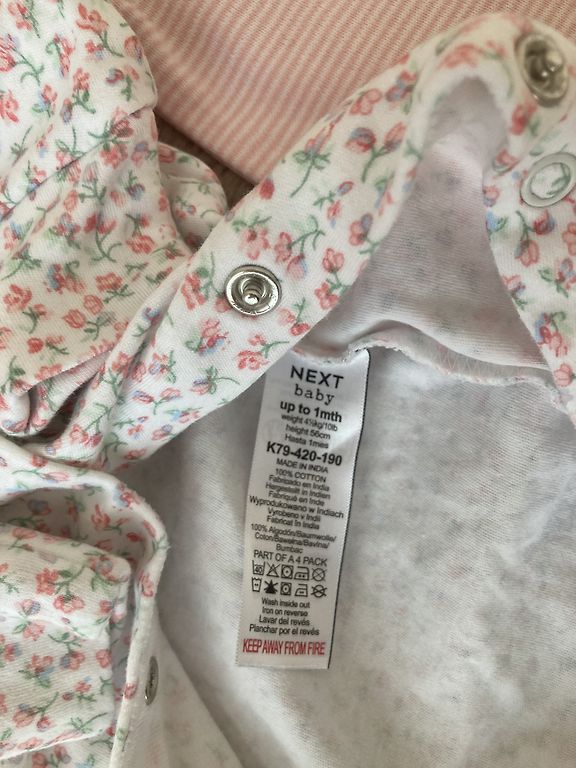 NEXT
baby
up to 1mth
weight 4½kg/10lb
height 56cm
Hasta 1mes
K79-420-190
MADE IN INDIA
100% COTTON
Fabricado en India
Hergestellt in Indien
Fabriqué en Inde
Wyprodukowano w Indiach
Vyrobeno v Indii
Fabricat în India
100% Algodón/Baumwolle/
Coton/Bawełna/Bavlna/
Bumbac
PART OF A 4 PACK
40
Wash inside out
Iron on reverse
Lavar del revés
Planchar por el revés
KEEP AWAY FROM FIRE